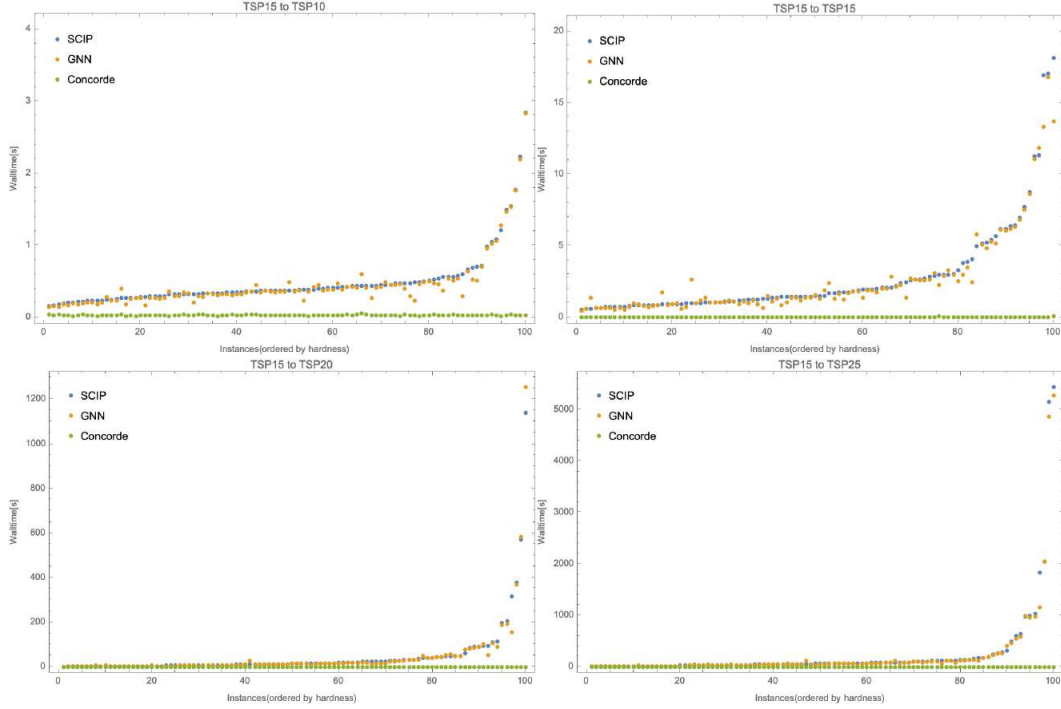 TSP15 to TSP10
4
3
2
1
0
Walltime[s]
SCIP
GNN
Concorde
0 20 40 60 80 100
Instances(ordered by hardness)
TSP15 to TSP15
20
15
10
5
0
Walltime[s]
SCIP
GNN
Concorde
0 20 40 60 80 100
Instances(ordered by hardness)
TSP15 to TSP20
1200
1000
800
600
400
200
0
Walltime[s]
SCIP
GNN
Concorde
0 20 40 60 80 100
Instances(ordered by hardness)
TSP15 to TSP25
5000
4000
3000
2000
1000
0
Walltime[s]
SCIP
GNN
Concorde
0 20 40 60 80 100
Instances(ordered by hardness)